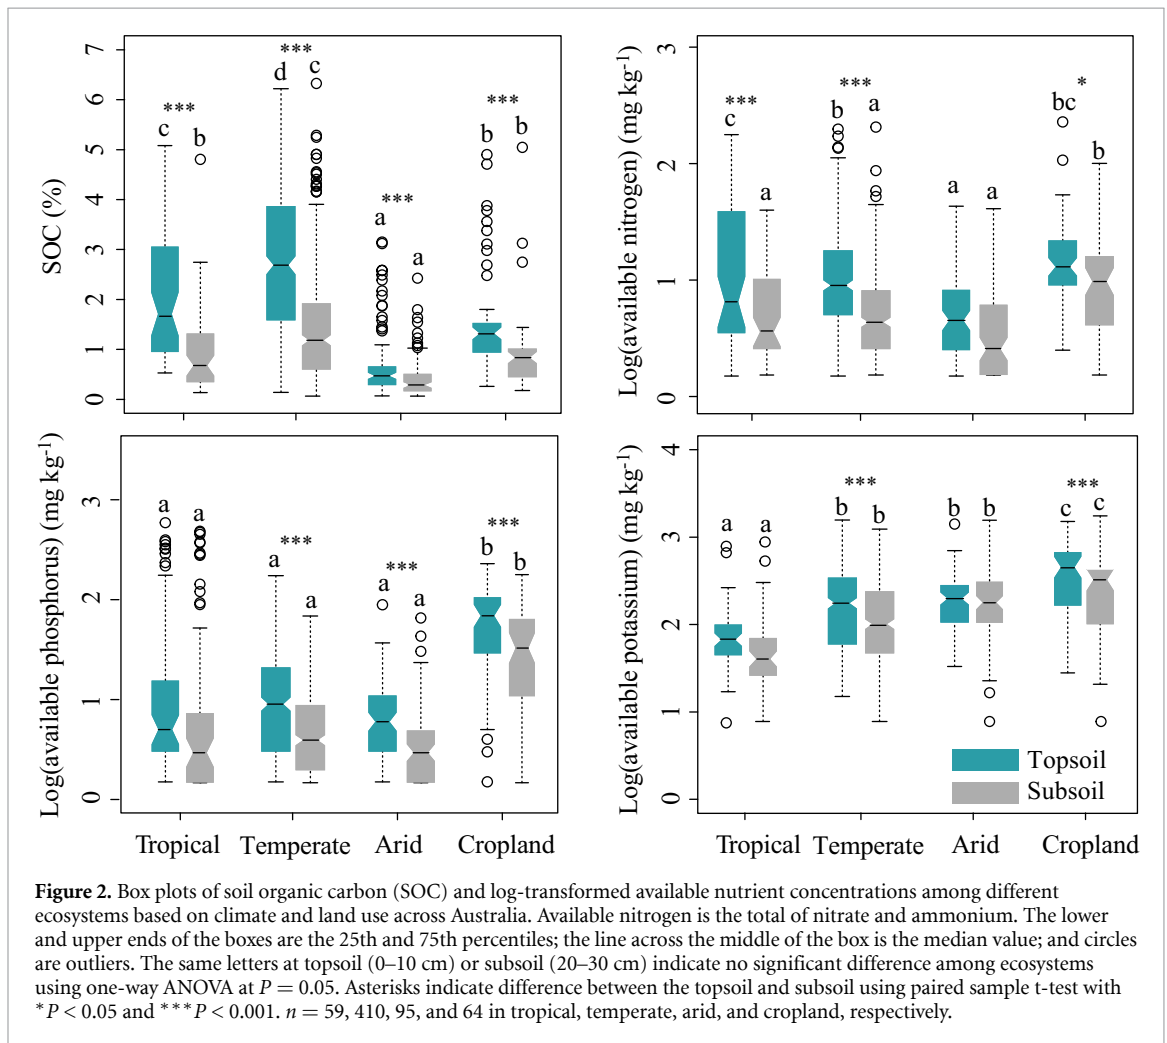 SOC (%)
7
6
5
4
3
2
1
0
***
c
b
***
d
c
***
a
a
***
b
b
Log(available nitrogen) (mg kg⁻¹)
3
2
1
0
***
c
a
***
b
a
a
a
*
bc
b
Log(available phosphorus) (mg kg⁻¹)
3
2
1
0
a
a
***
a
a
***
a
a
***
b
b
Tropical Temperate Arid Cropland
Log(available potassium) (mg kg⁻¹)
4
3
2
1
0
a
a
***
b
b
b
b
***
c
c
Topsoil
Subsoil
Tropical Temperate Arid Cropland
Figure 2. Box plots of soil organic carbon (SOC) and log-transformed available nutrient concentrations among different
ecosystems based on climate and land use across Australia. Available nitrogen is the total of nitrate and ammonium. The lower
and upper ends of the boxes are the 25th and 75th percentiles; the line across the middle of the box is the median value; and circles
are outliers. The same letters at topsoil (0–10 cm) or subsoil (20–30 cm) indicate no significant difference among ecosystems
using one-way ANOVA at P = 0.05. Asterisks indicate difference between the topsoil and subsoil using paired sample t-test with
*P < 0.05 and ***P < 0.001. n = 59, 410, 95, and 64 in tropical, temperate, arid, and cropland, respectively.